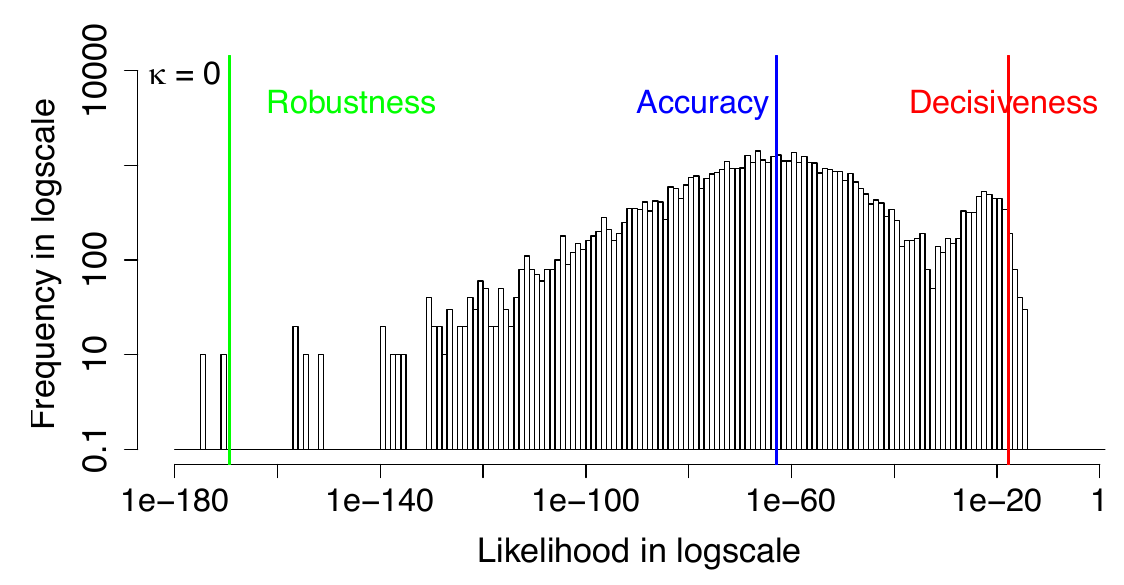 κ = 0
Robustness
Accuracy
Decisiveness
Frequency in logscale
10000
100
10
0.1
1e−180
1e−140
1e−100
1e−60
1e−20
1
Likelihood in logscale